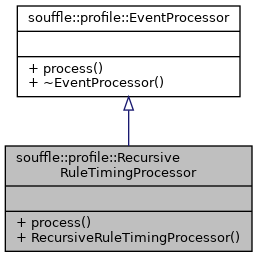 souffle::profile::EventProcessor
+ process()
+ ~EventProcessor()
souffle::profile::Recursive
RuleTimingProcessor
+ process()
+ RecursiveRuleTimingProcessor()